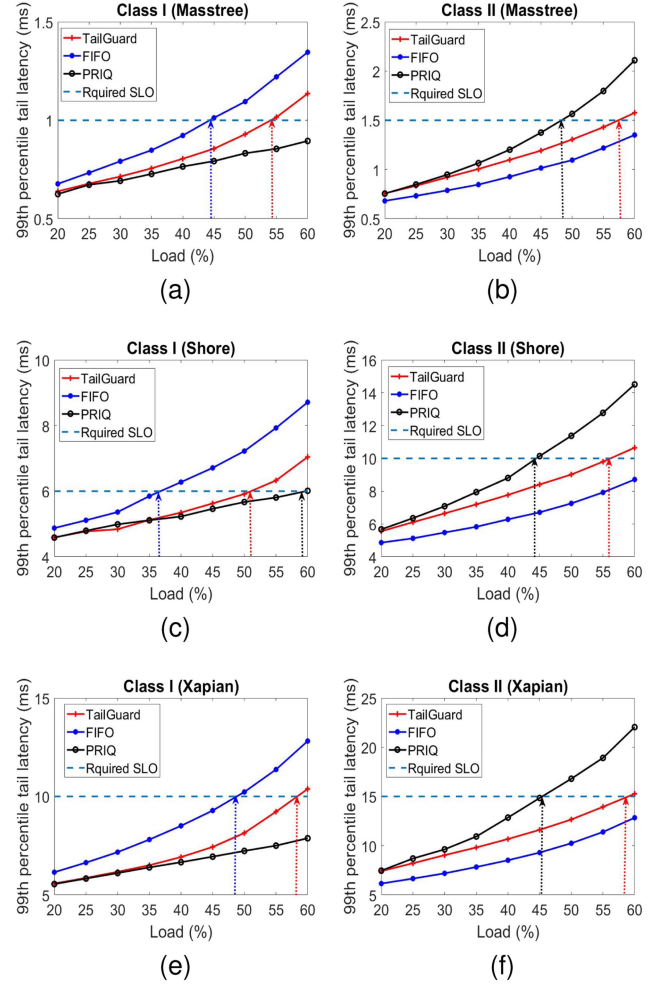 Class I (Masstree)
99th percentile tail latency (ms)
1.5
1
0.5
TailGuard
FIFO
PRIQ
Rquired SLO
20 25 30 35 40 45 50 55 60
Load (%)
(a)
Class II (Masstree)
99th percentile tail latency (ms)
2.5
2
1.5
1
0.5
TailGuard
FIFO
PRIQ
Rquired SLO
20 25 30 35 40 45 50 55 60
Load (%)
(b)
Class I (Shore)
99th percentile tail latency (ms)
10
8
6
4
TailGuard
FIFO
PRIQ
Rquired SLO
20 25 30 35 40 45 50 55 60
Load (%)
(c)
Class II (Shore)
99th percentile tail latency (ms)
16
14
12
10
8
6
4
TailGuard
FIFO
PRIQ
Rquired SLO
20 25 30 35 40 45 50 55 60
Load (%)
(d)
Class I (Xapian)
99th percentile tail latency (ms)
15
10
5
TailGuard
FIFO
PRIQ
Rquired SLO
20 25 30 35 40 45 50 55 60
Load (%)
(e)
Class II (Xapian)
99th percentile tail latency (ms)
25
20
15
10
5
TailGuard
FIFO
PRIQ
Rquired SLO
20 25 30 35 40 45 50 55 60
Load (%)
(f)